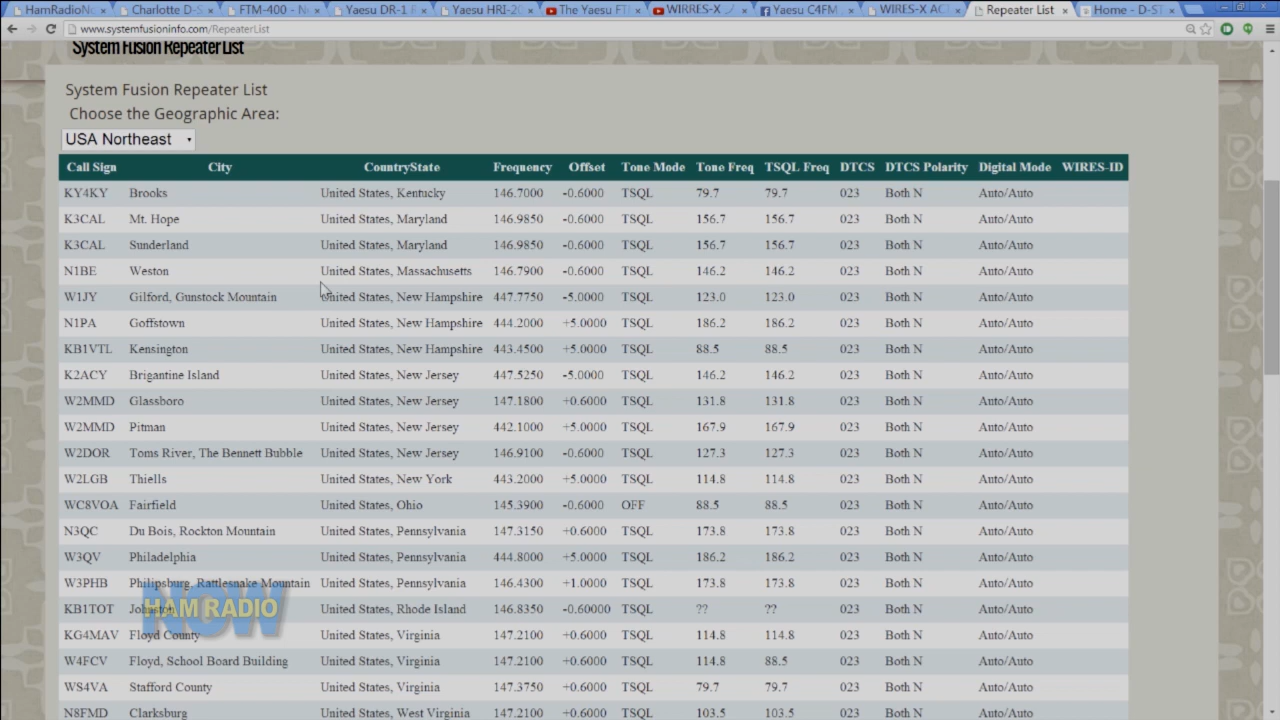 HamRadioNo
Charlotte D-S
FTM-400 - N
Yaesu DR-1
Yaesu HRI-20
The Yaesu FT
WIRRES-X
Yaesu C4FM
WIRES-X ACT
Repeater List
Home - D-ST
www.systemfusioninfo.com/RepeaterList
System Fusion Repeater List
System Fusion Repeater List
Choose the Geographic Area:
USA Northeast
Call Sign City CountryState Frequency Offset Tone Mode Tone Freq TSQL Freq DTCS DTCS Polarity Digital Mode WIRES-ID
KY4KY Brooks United States, Kentucky 146.7000 -0.6000 TSQL 79.7 79.7 023 Both N Auto/Auto
K3CAL Mt. Hope United States, Maryland 146.9850 -0.6000 TSQL 156.7 156.7 023 Both N Auto/Auto
K3CAL Sunderland United States, Maryland 146.9850 -0.6000 TSQL 156.7 156.7 023 Both N Auto/Auto
N1BE Weston United States, Massachusetts 146.7900 -0.6000 TSQL 146.2 146.2 023 Both N Auto/Auto
W1JY Gilford, Gunstock Mountain United States, New Hampshire 447.7750 -5.0000 TSQL 123.0 123.0 023 Both N Auto/Auto
N1PA Goffstown United States, New Hampshire 444.2000 +5.0000 TSQL 186.2 186.2 023 Both N Auto/Auto
KB1VTL Kensington United States, New Hampshire 443.4500 +5.0000 TSQL 88.5 88.5 023 Both N Auto/Auto
K2ACY Brigantine Island United States, New Jersey 447.5250 -5.0000 TSQL 146.2 146.2 023 Both N Auto/Auto
W2MMD Glassboro United States, New Jersey 147.1800 +0.6000 TSQL 131.8 131.8 023 Both N Auto/Auto
W2MMD Pitman United States, New Jersey 442.1000 +5.0000 TSQL 167.9 167.9 023 Both N Auto/Auto
W2DOR Toms River, The Bennett Bubble United States, New Jersey 146.9100 -0.6000 TSQL 127.3 127.3 023 Both N Auto/Auto
W2LGB Thiells United States, New York 443.2000 +5.0000 TSQL 114.8 114.8 023 Both N Auto/Auto
WC8VOA Fairfield United States, Ohio 145.3900 -0.6000 OFF 88.5 88.5 023 Both N Auto/Auto
N3QC Du Bois, Rockton Mountain United States, Pennsylvania 147.3150 +0.6000 TSQL 173.8 173.8 023 Both N Auto/Auto
W3QV Philadelphia United States, Pennsylvania 444.8000 +5.0000 TSQL 186.2 186.2 023 Both N Auto/Auto
W3PHB Philipsburg, Rattlesnake Mountain United States, Pennsylvania 146.4300 +1.0000 TSQL 173.8 173.8 023 Both N Auto/Auto
KB1TOT Johnston United States, Rhode Island 146.8350 -0.60000 TSQL ?? ?? 023 Both N Auto/Auto
KG4MAV Floyd County United States, Virginia 147.2100 +0.6000 TSQL 114.8 114.8 023 Both N Auto/Auto
W4FCV Floyd, School Board Building United States, Virginia 147.2100 +0.6000 TSQL 114.8 88.5 023 Both N Auto/Auto
WS4VA Stafford County United States, Virginia 147.3750 +0.6000 TSQL 79.7 79.7 023 Both N Auto/Auto
N8FMD Clarksburg United States, West Virginia 147.2100 +0.6000 TSQL 103.5 103.5 023 Both N Auto/Auto
HAM RADIO
NOW